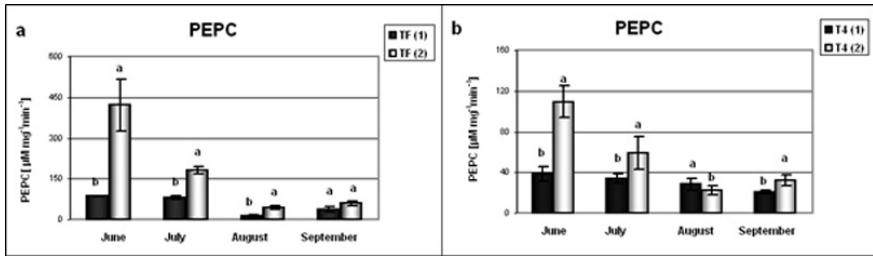 a
PEPC
TF (1)
TF (2)
PEPC [ µM mg⁻¹min⁻¹]
600
450
300
150
0
b a
b a
b a
a a
June July August September
b
PEPC
T4 (1)
T4 (2)
PEPC [µM mg⁻¹min⁻¹]
160
120
80
40
0
b a
b a
a b
b a
June July August September